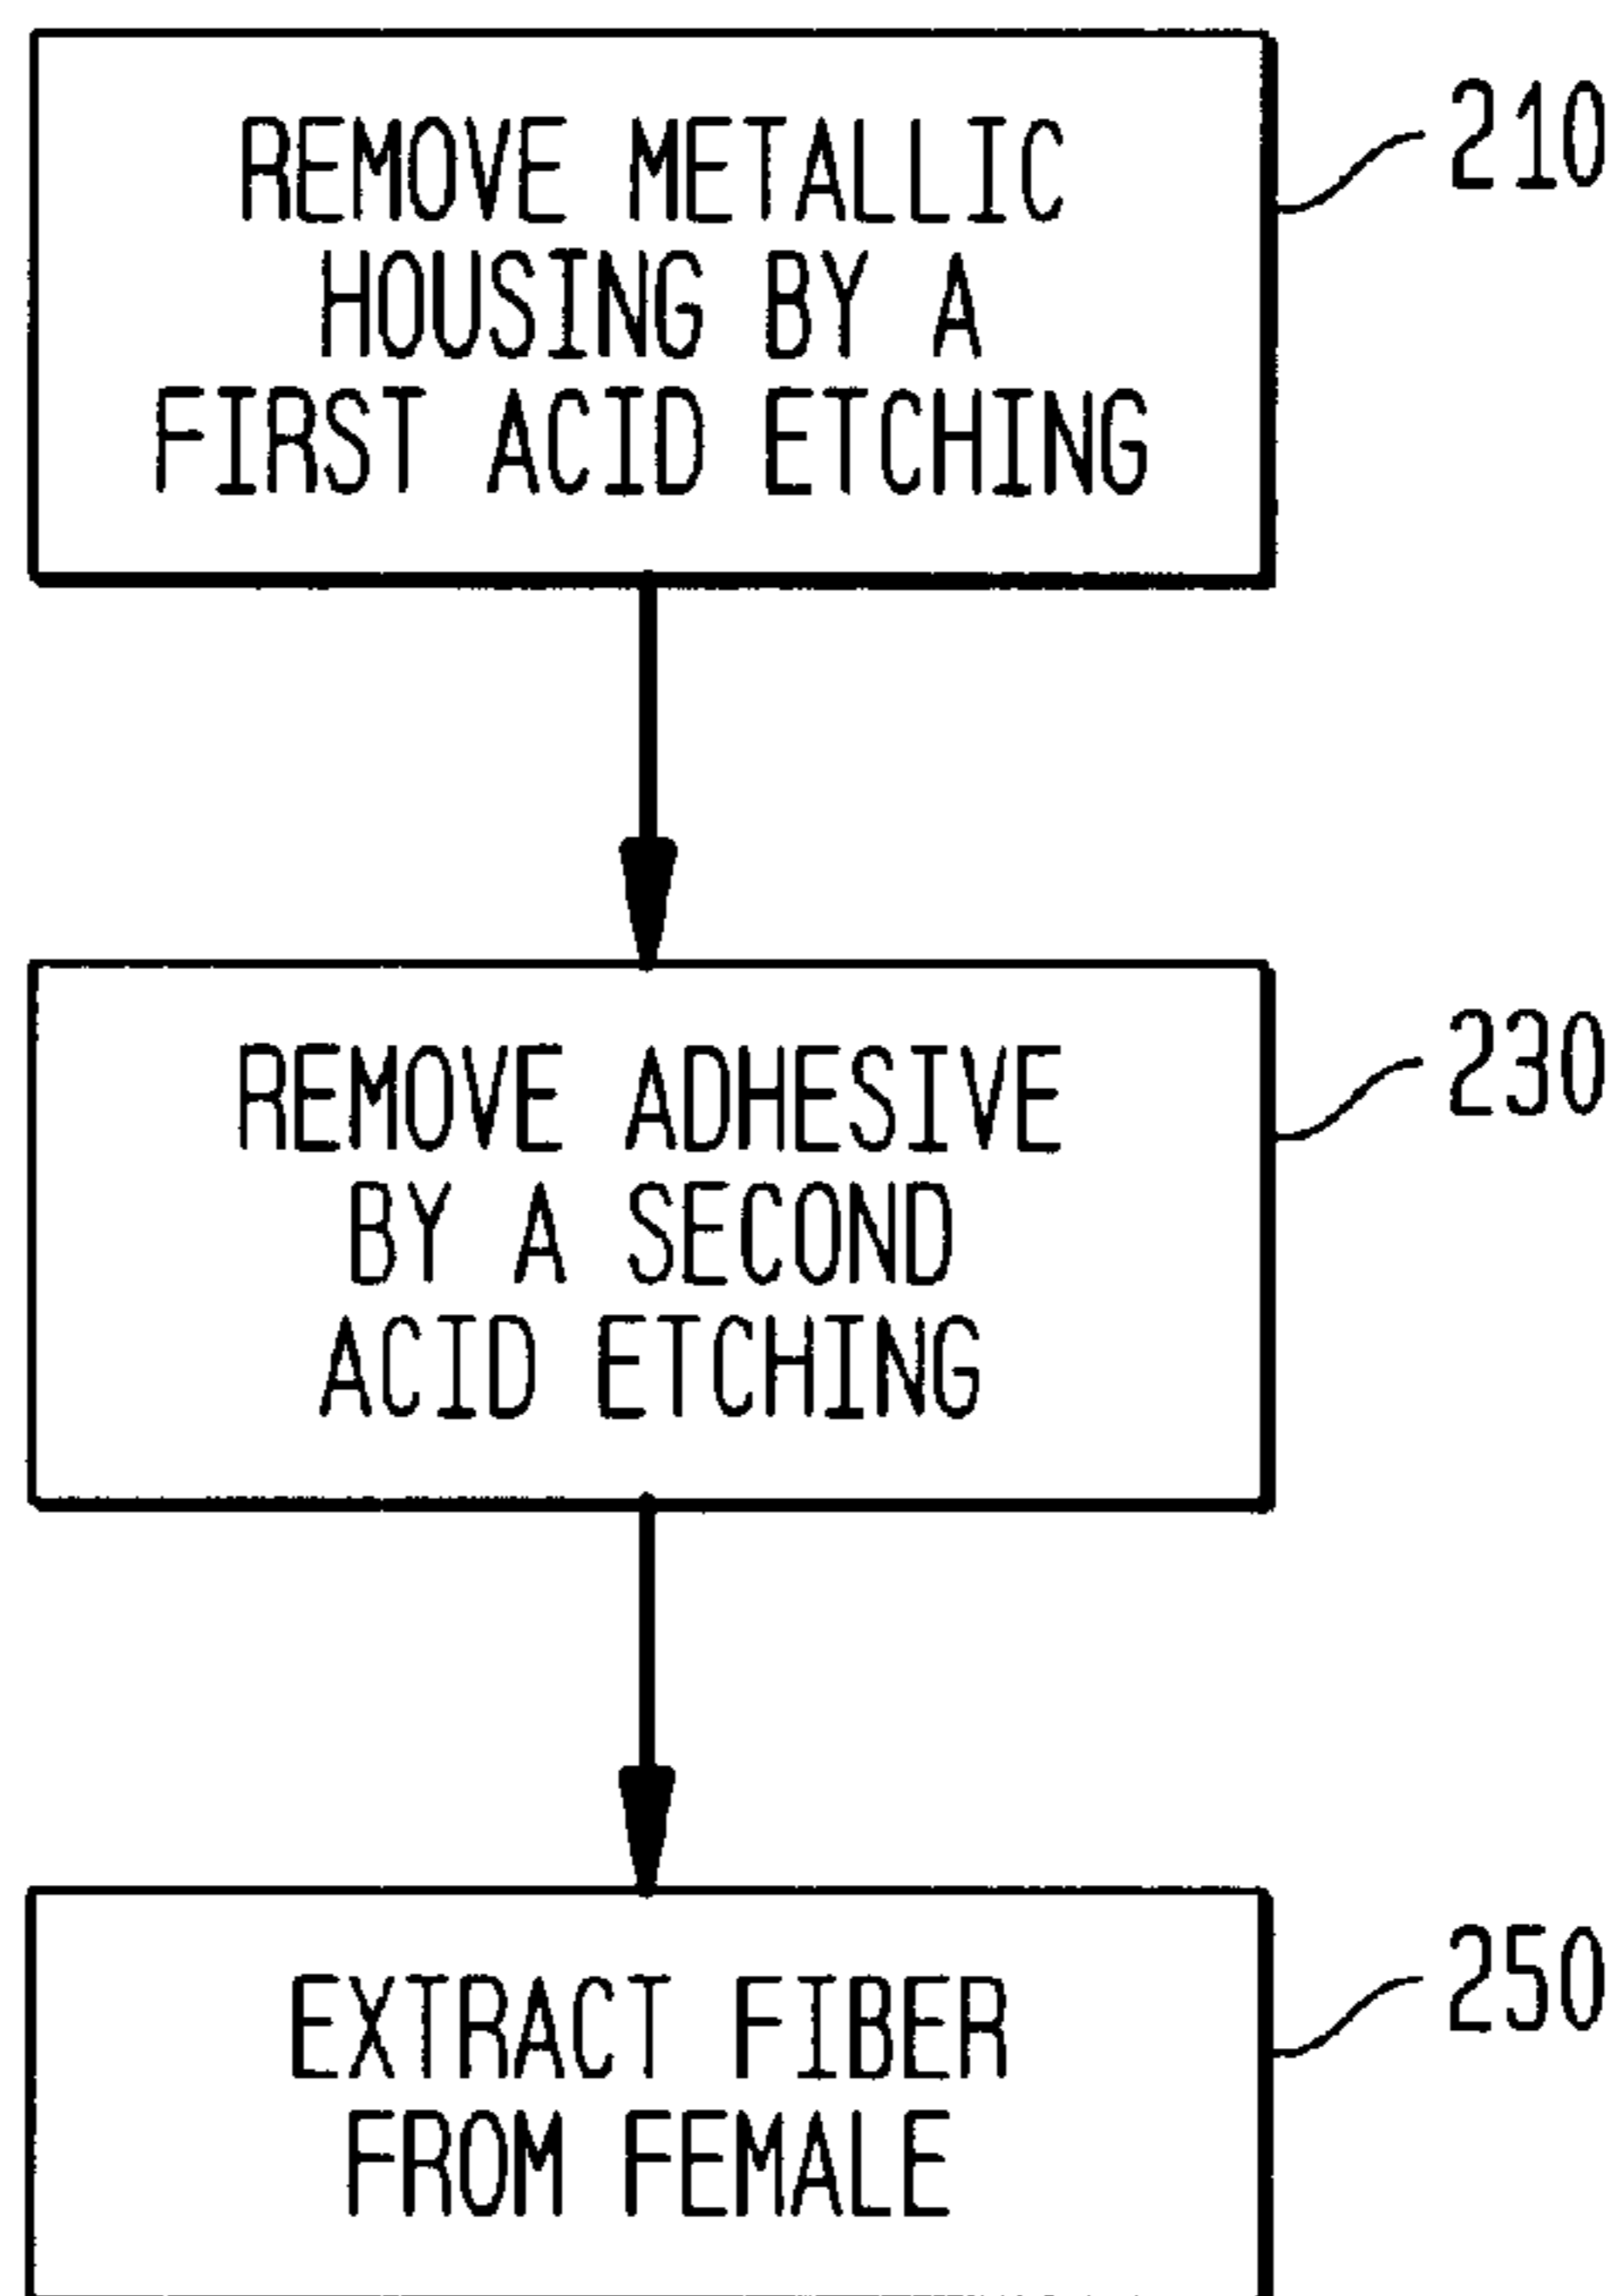 REMOVE METALLIC
HOUSING BY A
FIRST ACID ETCHING
210
REMOVE ADHESIVE
BY A SECOND
ACID ETCHING
230
EXTRACT FIBER
FROM FEMALE
250